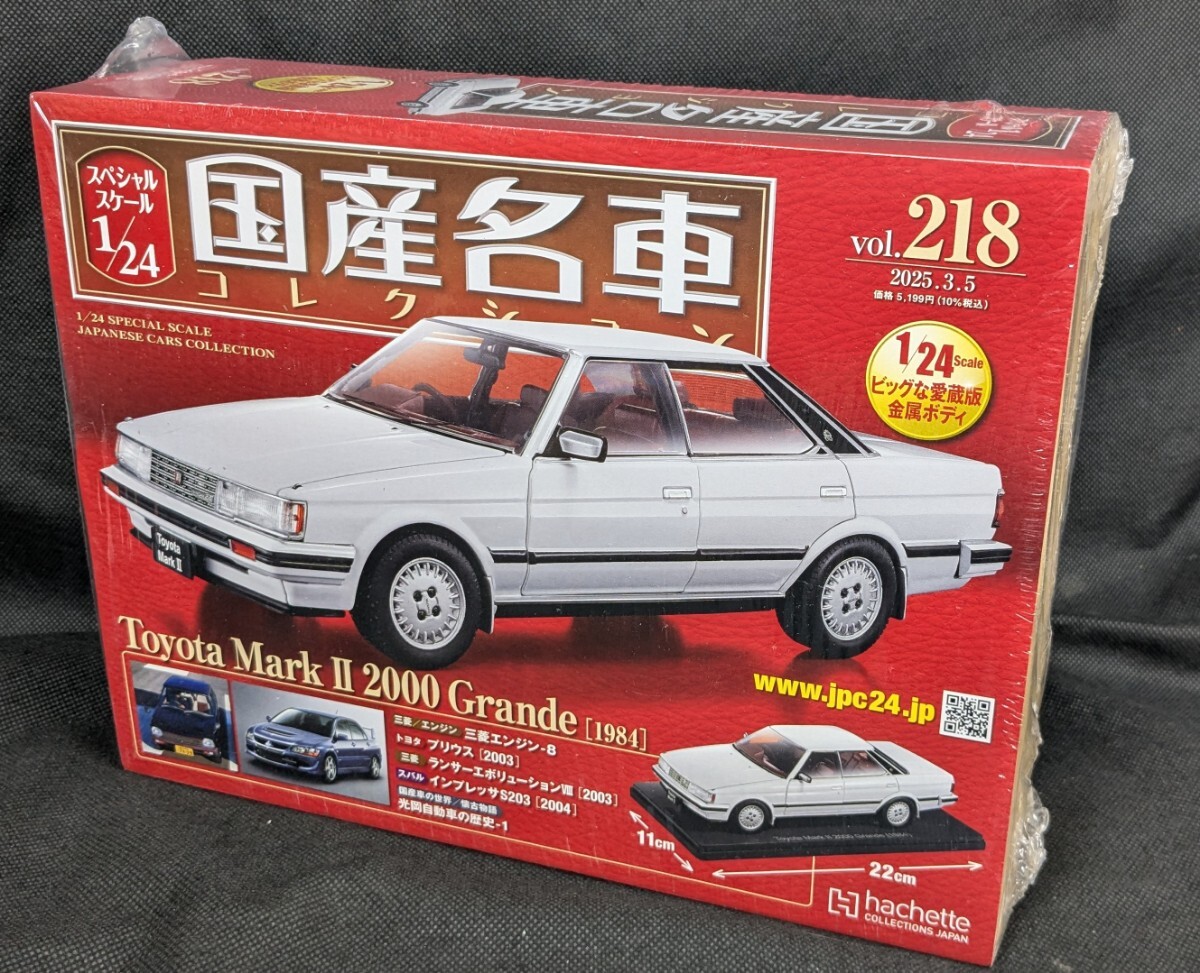 スペシャル
スケール
1/24
国産名車
コレクション
1/24 SPECIAL SCALE
JAPANESE CARS COLLECTION
vol.218
2025.3.5
価格 5,199円(10%税込)
1/24 Scale
ビッグな愛蔵版
金属ボディ
Toyota
Mark II
Toyota Mark II 2000 Grande [1984]
www.jpc24.jp
三菱/エンジン 三菱エンジン-8
トヨタ プリウス [2003]
三菱 ランサーエボリューションVIII [2003]
スバル インプレッサS203 [2004]
国産車の世界/懐古物語
光岡自動車の歴史-1
Toyota Mark II 2000 Grande [1984]
11cm
22cm
hachette
COLLECTIONS JAPAN